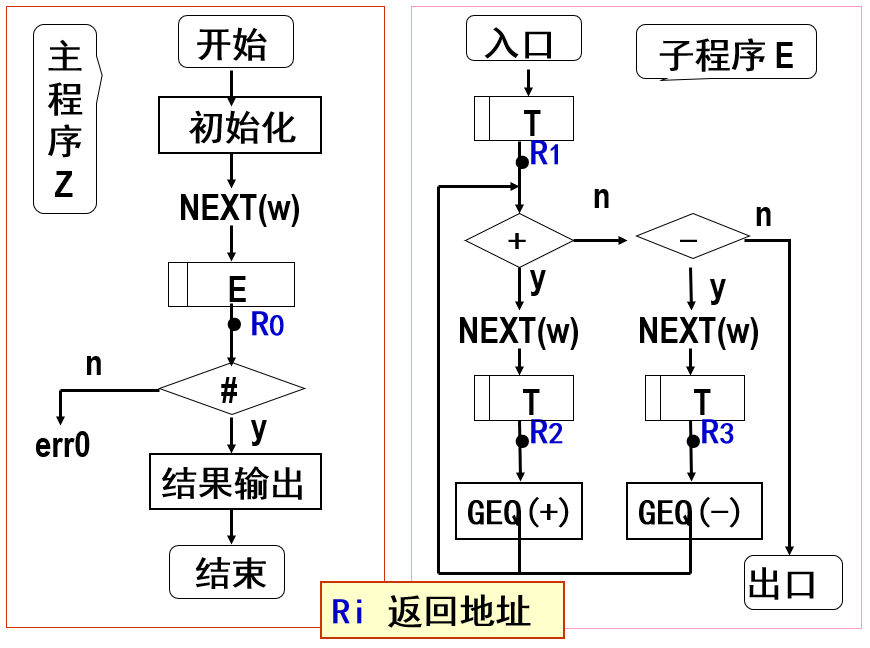 主程序Z
开始
初始化
NEXT(w)
E
R0
#
n
y
err0
结果输出
结束
入口
子程序 E
T
R1
+
n
−
n
y
y
NEXT(w)
NEXT(w)
T
T
R2
R3
GEQ(+)
GEQ(−)
出口
Ri 返回地址